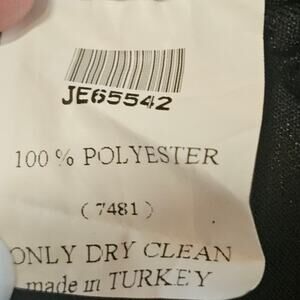 JE65542
100 % POLYESTER
( 7481 )
ONLY DRY CLEAN
made in TURKEY